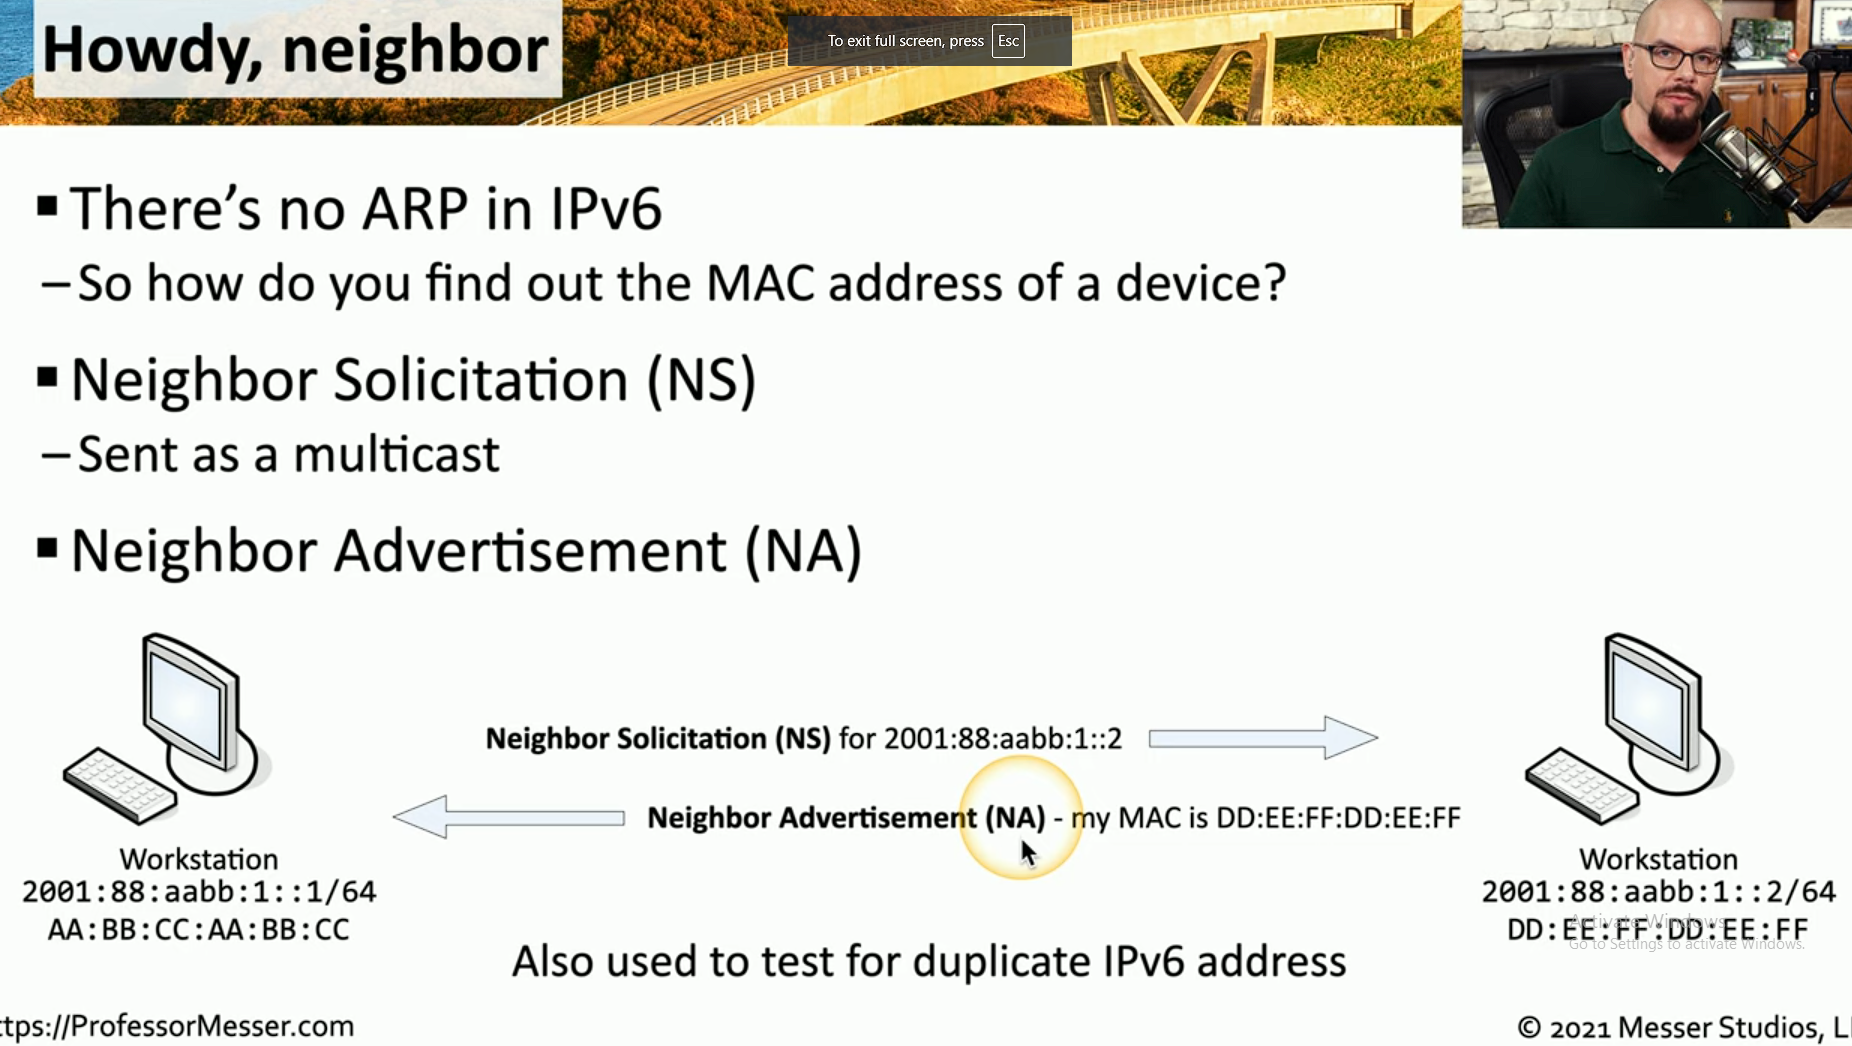 Howdy, neighbor
To exit full screen, press Esc
▪ There's no ARP in IPv6
– So how do you find out the MAC address of a device?
▪ Neighbor Solicitation (NS)
– Sent as a multicast
▪ Neighbor Advertisement (NA)
Neighbor Solicitation (NS) for 2001:88:aabb:1::2
Neighbor Advertisement (NA) - my MAC is DD:EE:FF:DD:EE:FF
Workstation
2001:88:aabb:1::1/64
AA:BB:CC:AA:BB:CC
Workstation
2001:88:aabb:1::2/64
DD:EE:FF:DD:EE:FF
Activate Windows
Go to Settings to activate Windows.
Also used to test for duplicate IPv6 address
ttps://ProfessorMesser.com
© 2021 Messer Studios, L